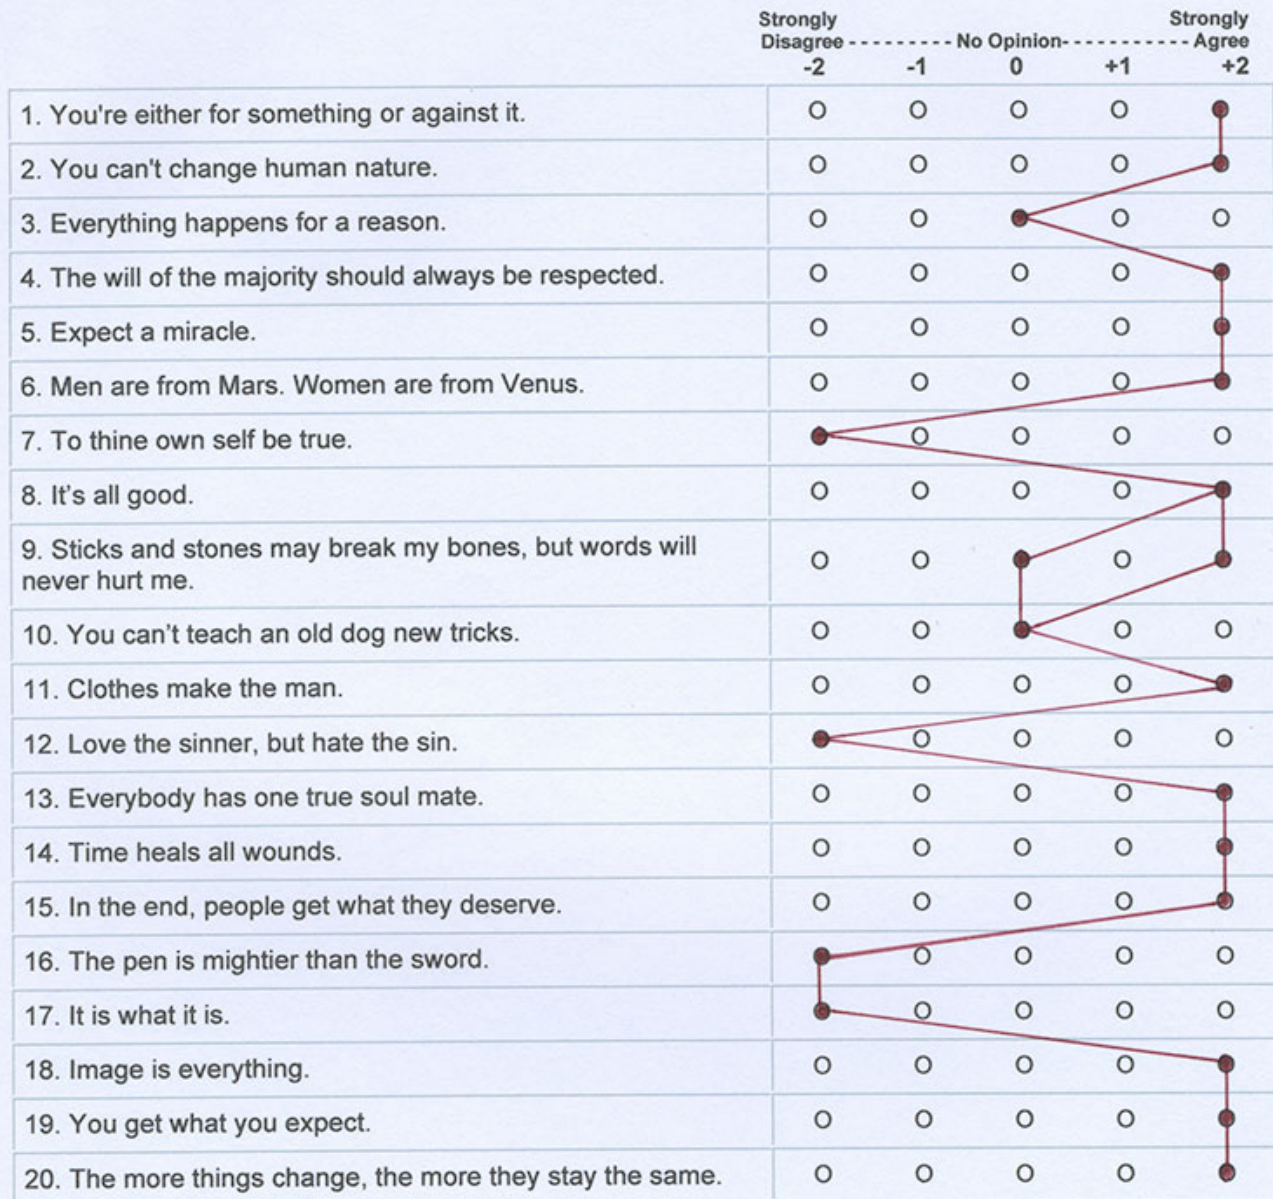 Strongly Strongly
Disagree - - - - - - - - - No Opinion- - - - - - - - - - - Agree
-2 -1 0 +1 +2
1. You're either for something or against it.
2. You can't change human nature.
3. Everything happens for a reason.
4. The will of the majority should always be respected.
5. Expect a miracle.
6. Men are from Mars. Women are from Venus.
7. To thine own self be true.
8. It's all good.
9. Sticks and stones may break my bones, but words will
never hurt me.
10. You can't teach an old dog new tricks.
11. Clothes make the man.
12. Love the sinner, but hate the sin.
13. Everybody has one true soul mate.
14. Time heals all wounds.
15. In the end, people get what they deserve.
16. The pen is mightier than the sword.
17. It is what it is.
18. Image is everything.
19. You get what you expect.
20. The more things change, the more they stay the same.